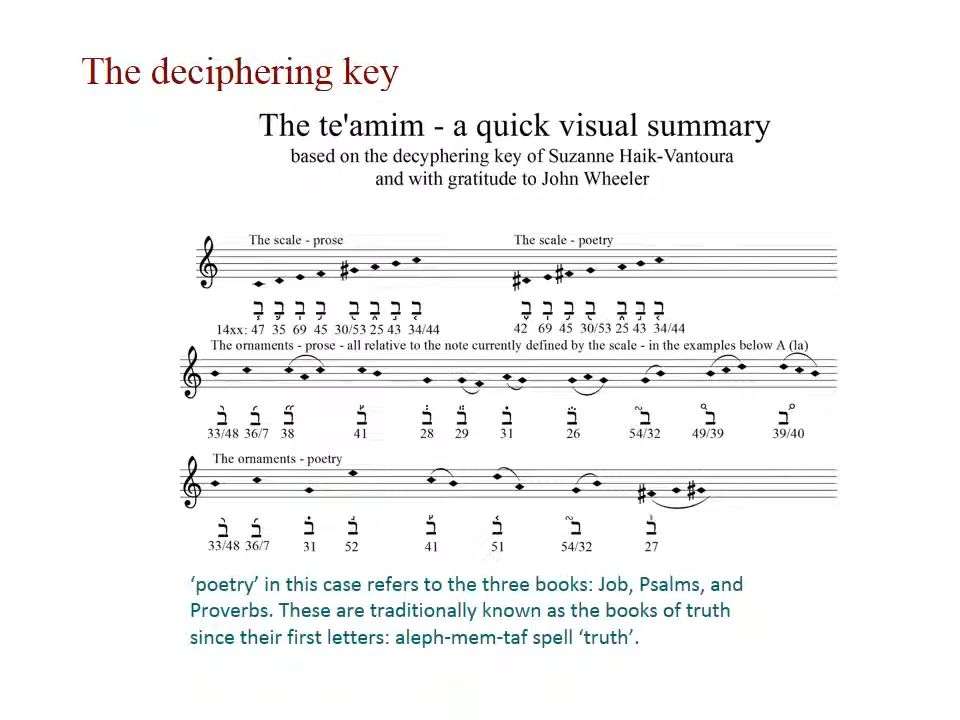 The deciphering key
The te'amim - a quick visual summary
based on the decyphering key of Suzanne Haik-Vantoura
and with gratitude to John Wheeler
The scale - prose The scale - poetry
14xx: 47 35 69 45 30/53 25 43 34/44 42 69 45 30/53 25 43 34/44
The ornaments - prose - all relative to the note currently defined by the scale - in the examples below A (la)
33/48 36/7 38 41 28 29 31 26 54/32 49/39 39/40
The ornaments - poetry
33/48 36/7 31 52 41 51 54/32 27
‘poetry’ in this case refers to the three books: Job, Psalms, and
Proverbs. These are traditionally known as the books of truth
since their first letters: aleph-mem-taf spell ‘truth’.